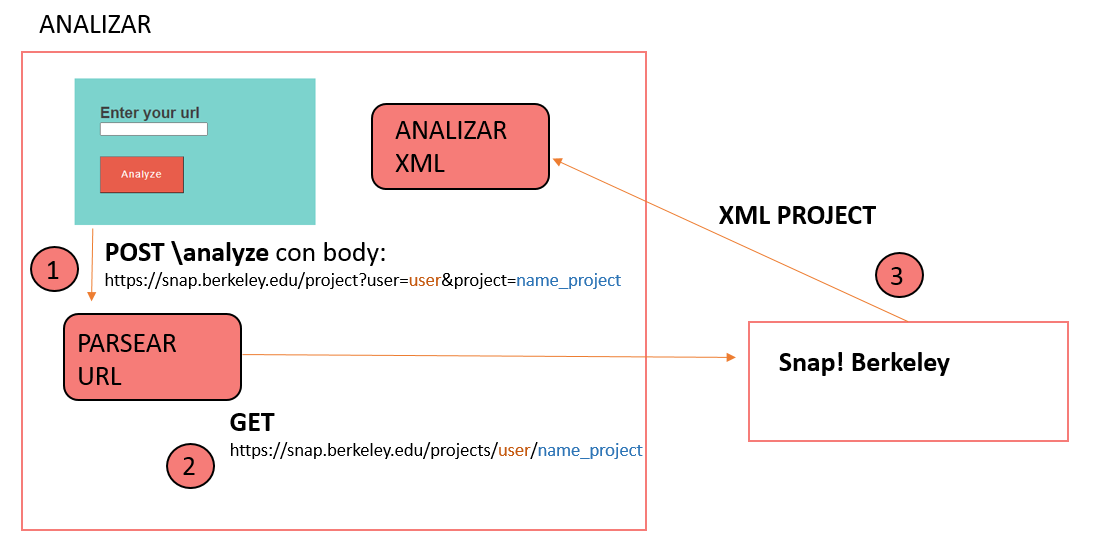 ANALIZAR
Enter your url
Analyze
ANALIZAR
XML
XML PROJECT
1
POST \analyze con body:
https://snap.berkeley.edu/project?user=user&project=name_project
3
PARSEAR
URL
Snap! Berkeley
GET
2
https://snap.berkeley.edu/projects/user/name_project